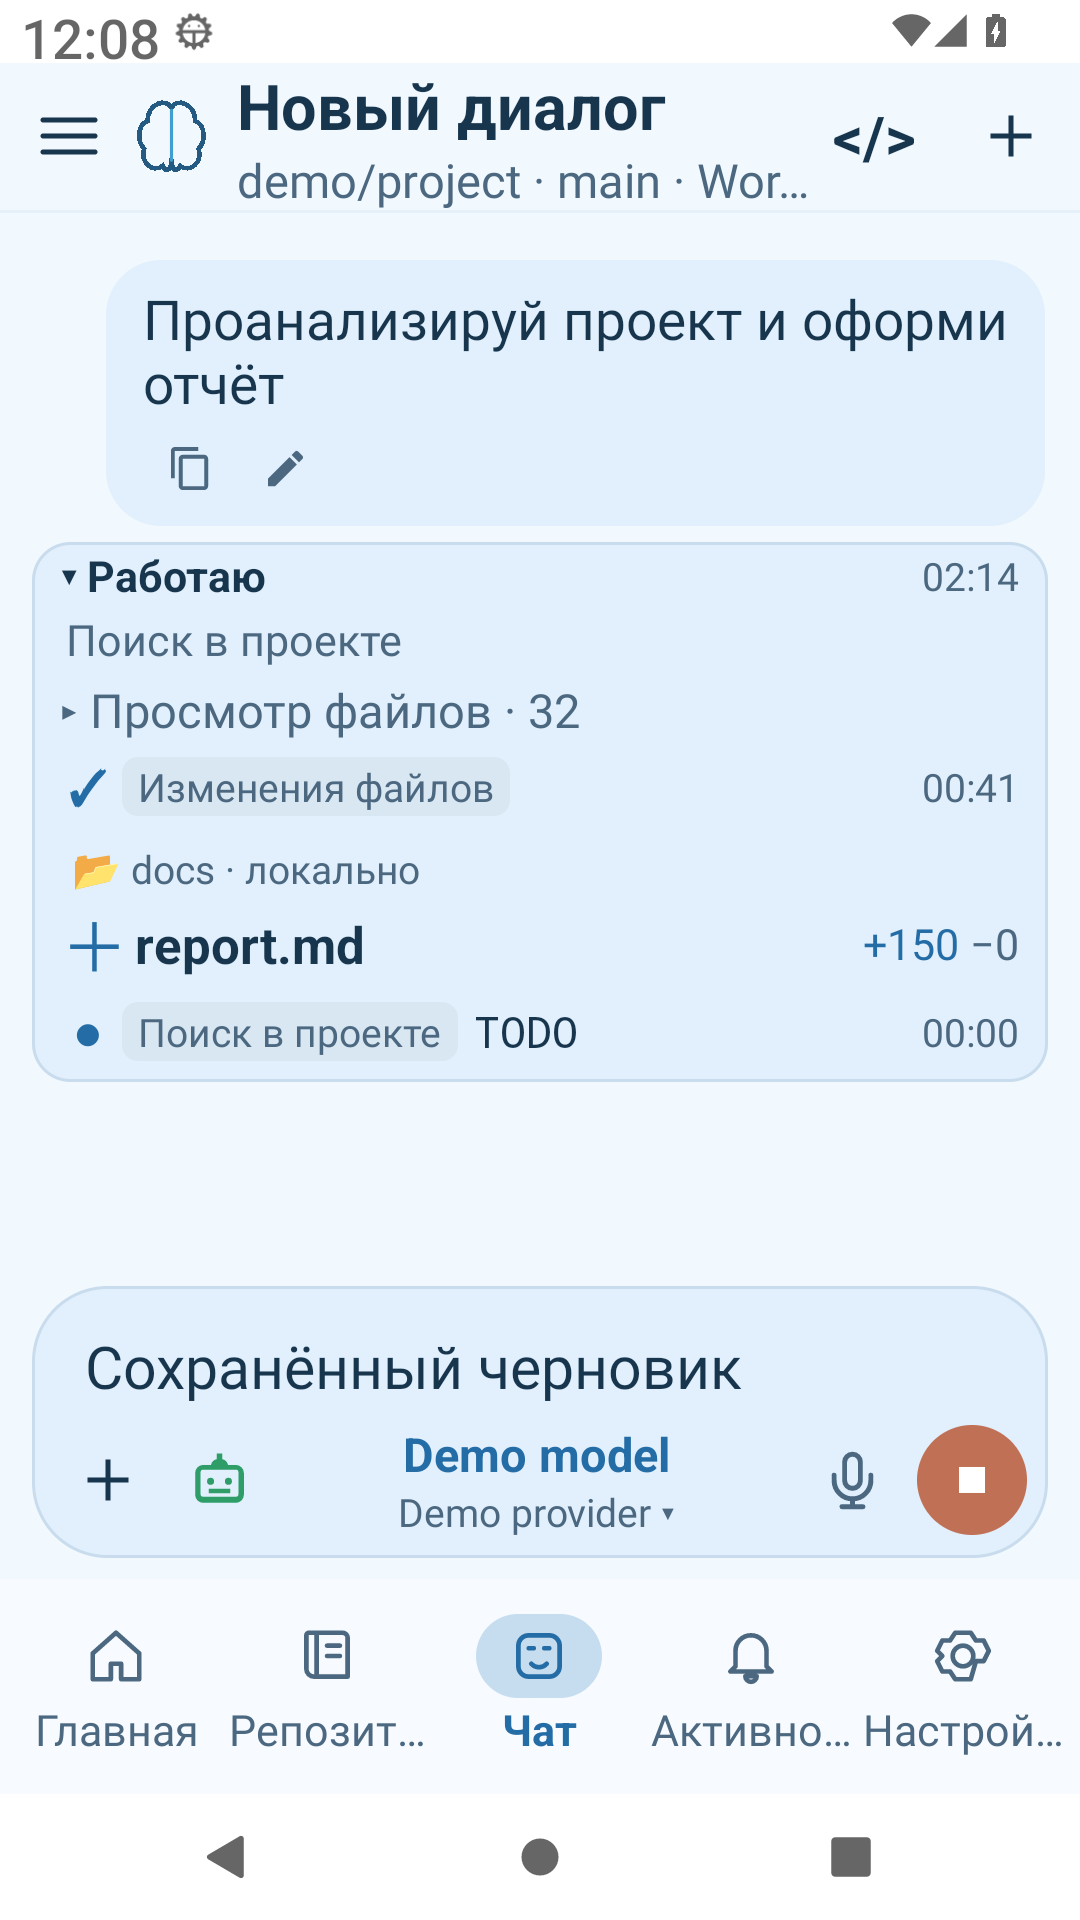 12:08
Новый диалог
</>
demo/project · main · Wor...
Проанализируй проект и оформи
отчёт
▾ Работаю 02:14
Поиск в проекте
▸ Просмотр файлов · 32
✓ Изменения файлов 00:41
docs · локально
+ report.md +150 −0
● Поиск в проекте TODO 00:00
Сохранённый черновик
Demo model
Demo provider ▾
Главная Репозит... Чат Активно... Настрой...